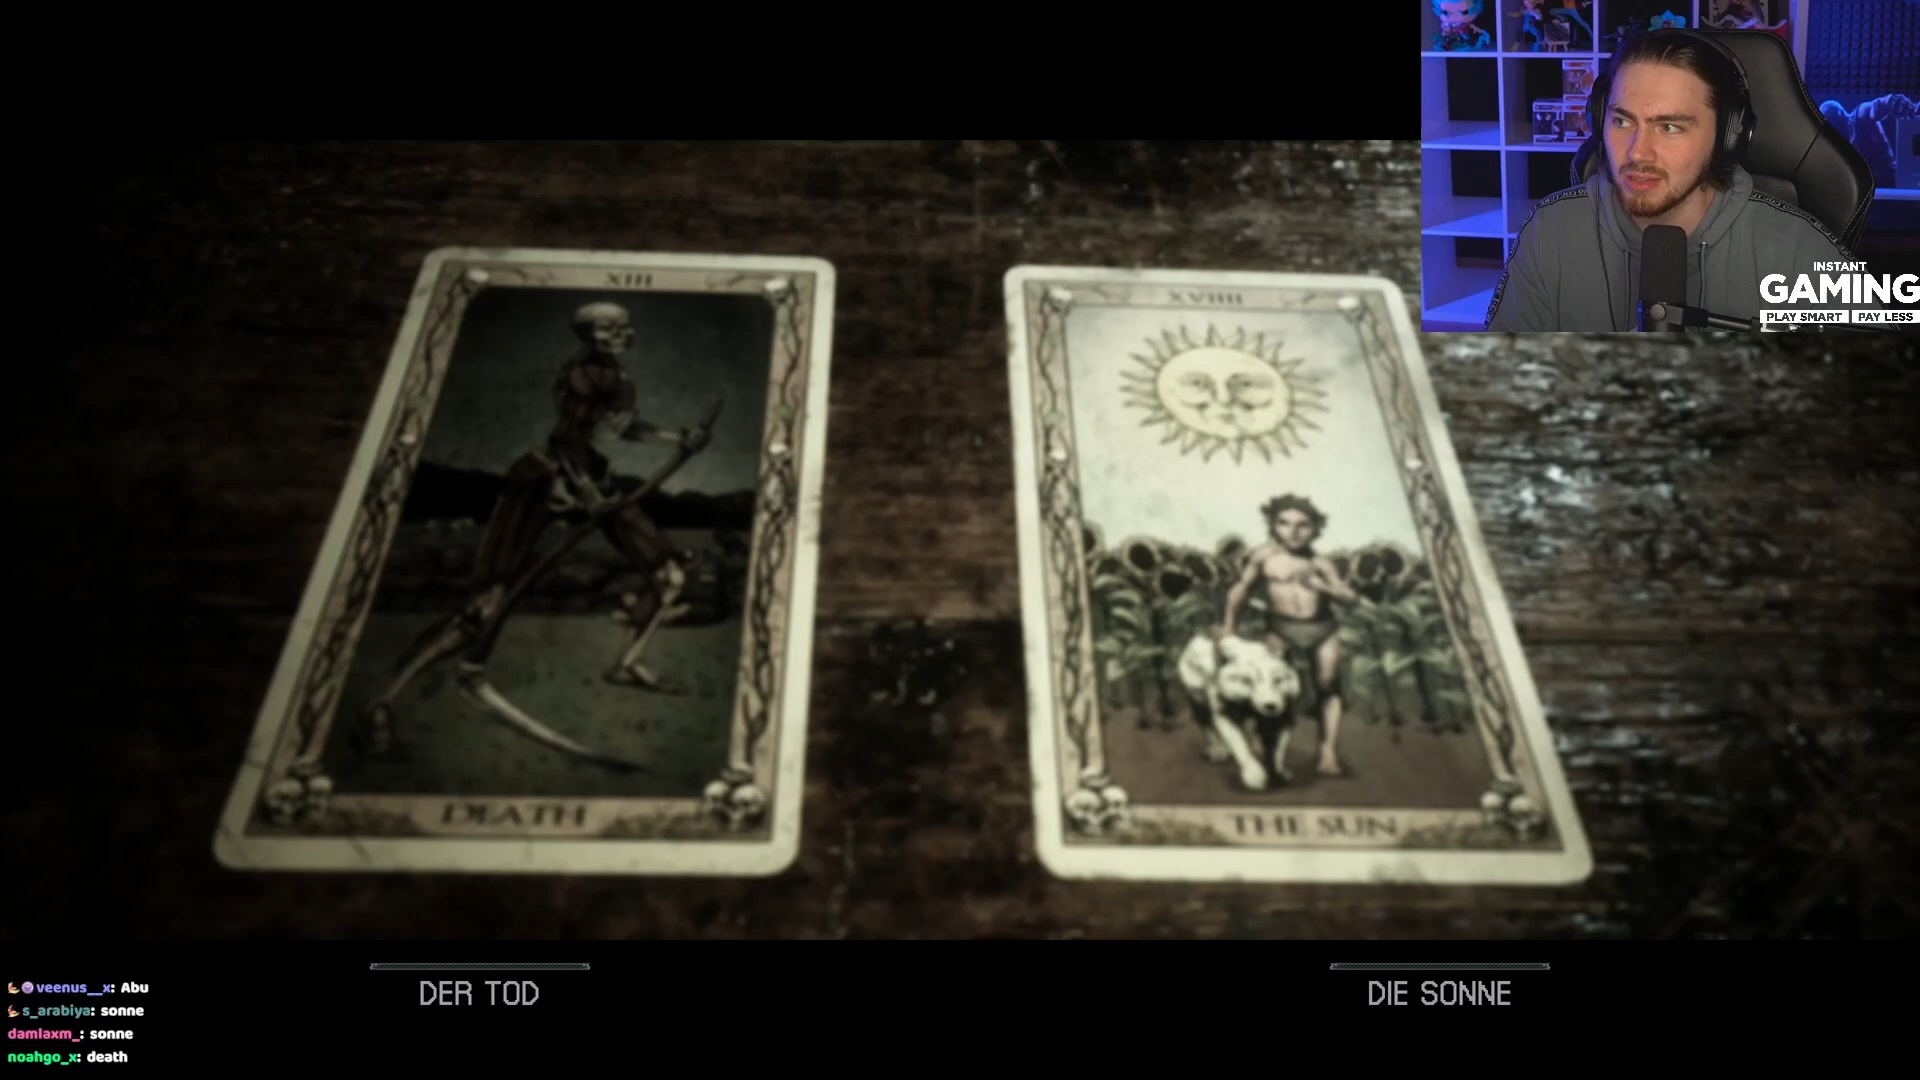 INSTANT
GAMING
PLAY SMART | PAY LESS
XIII
XVIIII
DEATH
THE SUN
DER TOD
DIE SONNE
veenus__x: Abu
s_arabiya: sonne
damlaxm_: sonne
noahgo_x: death